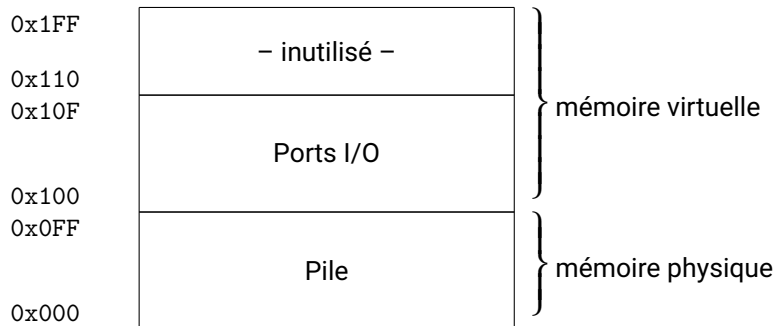 0x1FF
– inutilisé –
0x110
mémoire virtuelle
0x10F
Ports I/O
0x100
0x0FF
Pile
mémoire physique
0x000